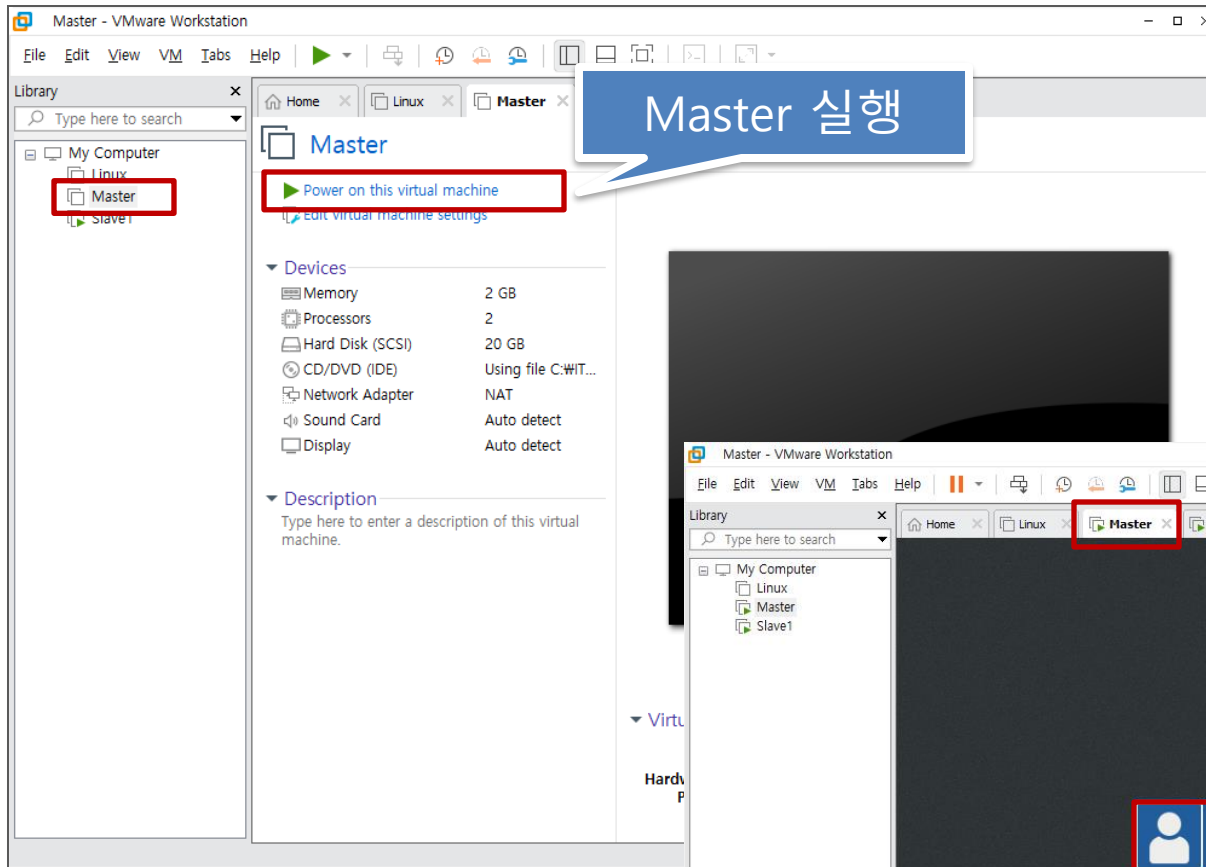 Master - VMware Workstation
File Edit View VM Tabs Help
Library
Type here to search
My Computer
Linux
Master
Slave1
Home
Linux
Master
Master 실행
Master
Power on this virtual machine
Edit virtual machine settings
Devices
Memory 2 GB
Processors 2
Hard Disk (SCSI) 20 GB
CD/DVD (IDE) Using file C:₩IT...
Network Adapter NAT
Sound Card Auto detect
Display Auto detect
Description
Type here to enter a description of this virtual
machine.
Virtu
Hardw
P
Master - VMware Workstation
File Edit View VM Tabs Help
Library
Type here to search
My Computer
Linux
Master
Slave1
Home
Linux
Master